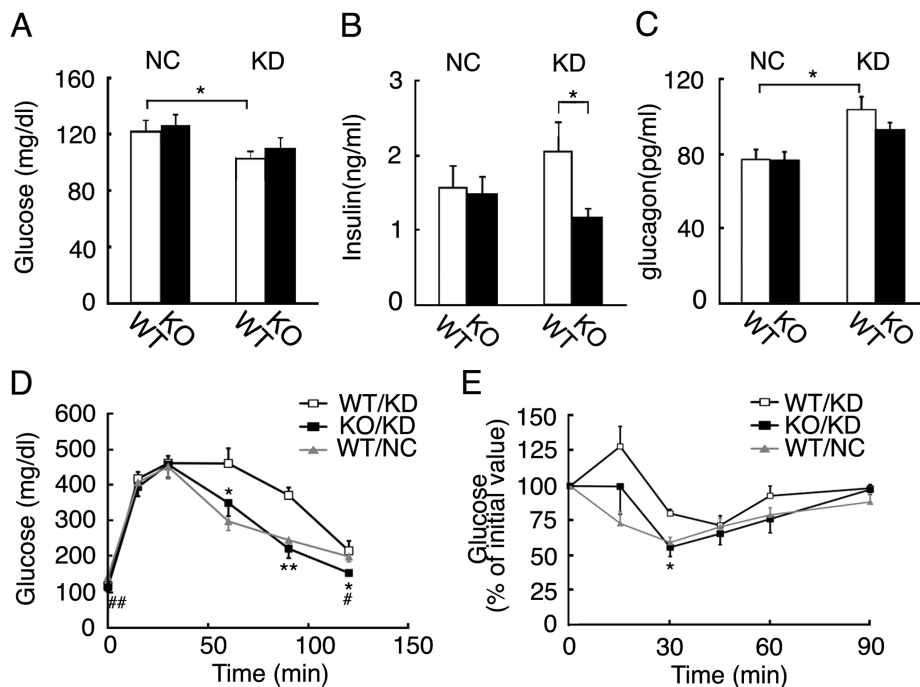 A
NC
KD
Glucose (mg/dl)
160
120
80
40
0
*
WT
KO
WT
KO
B
NC
KD
Insulin(ng/ml)
3
2
1
0
*
WT
KO
WT
KO
C
NC
KD
glucagon(pg/ml)
120
80
40
0
*
WT
KO
WT
KO
D
WT/KD
KO/KD
WT/NC
Glucose (mg/dl)
600
500
400
300
200
100
0
*
**
*
#
##
0
50
100
150
Time (min)
E
WT/KD
KO/KD
WT/NC
Glucose
(% of initial value)
150
125
100
75
50
25
0
*
0
30
60
90
Time (min)